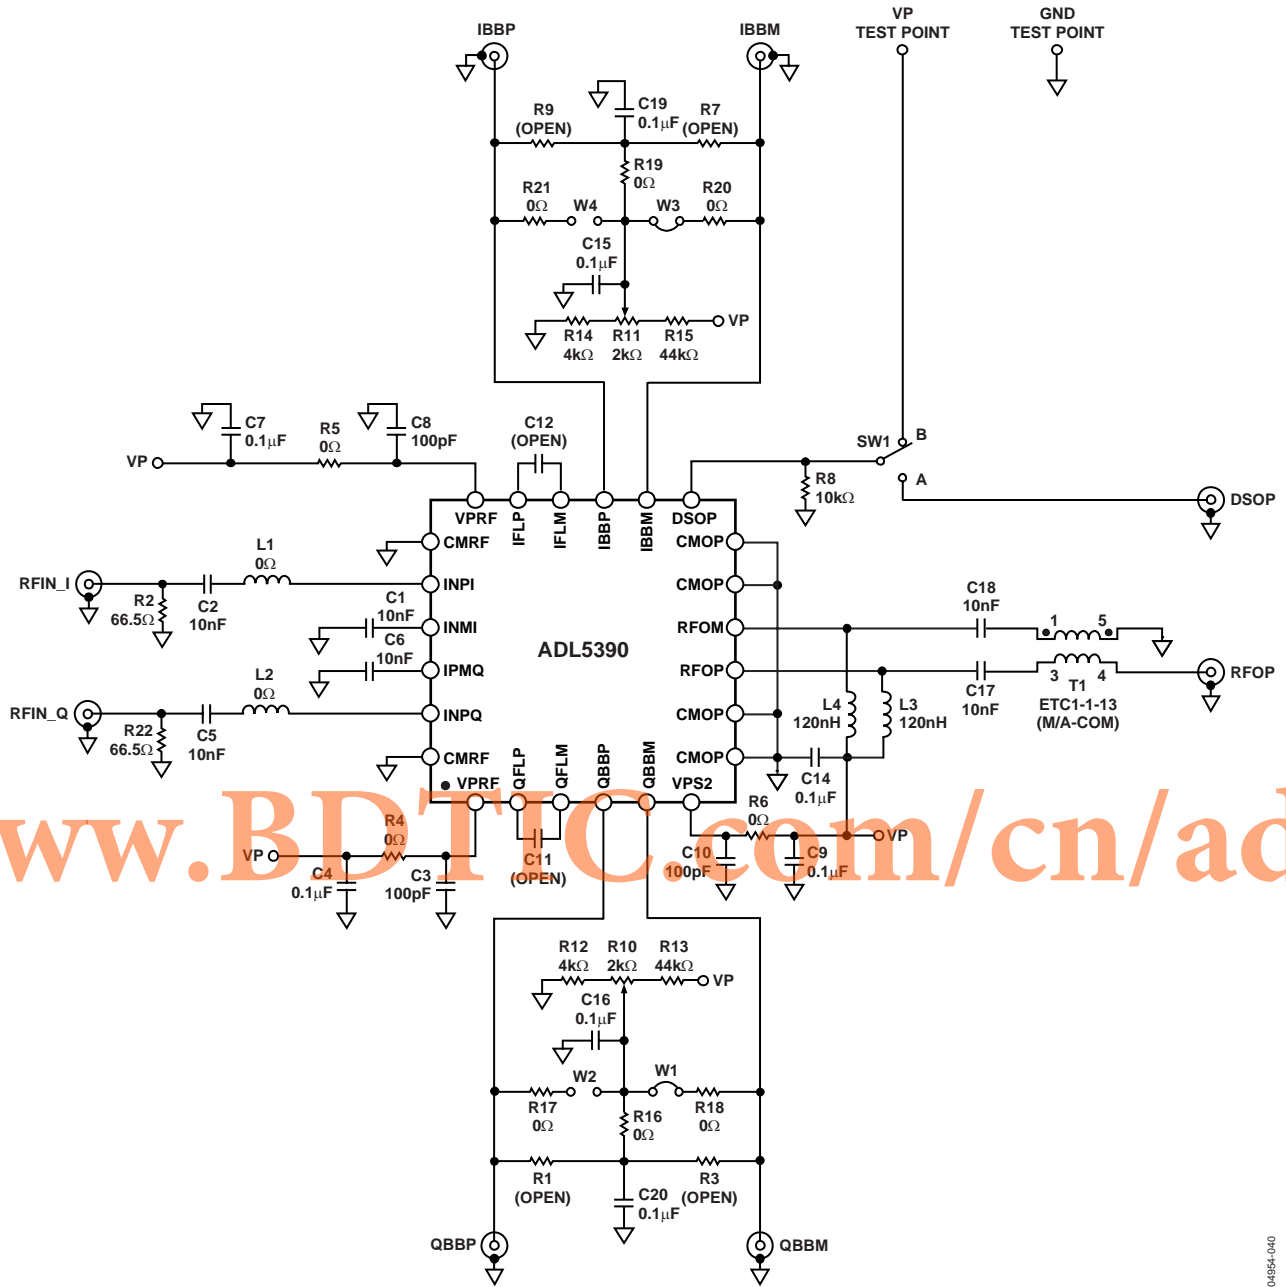 IBBP
IBBM
VP
TEST POINT
GND
TEST POINT
R9
(OPEN)
C19
0.1µF
R7
(OPEN)
R19
0Ω
R21
0Ω
W4
W3
R20
0Ω
C15
0.1µF
VP
R14
4kΩ
R11
2kΩ
R15
44kΩ
C7
0.1µF
R5
0Ω
C8
100pF
C12
(OPEN)
VP
SW1
B
A
R8
10kΩ
DSOP
VPRF
IFLP
IFLM
IBBP
IBBM
DSOP
CMRF
CMOP
L1
0Ω
RFIN_I
INPI
CMOP
R2
66.5Ω
C2
10nF
C1
10nF
INMI
RFOM
C18
10nF
1
5
C6
10nF
ADL5390
IPMQ
RFOP
3
4
RFOP
L2
0Ω
C17
10nF
T1
ETC1-1-13
(M/A-COM)
L4
120nH
L3
120nH
RFIN_Q
INPQ
CMOP
R22
66.5Ω
C5
10nF
CMRF
CMOP
C14
0.1µF
VPRF
QFLP
QFLM
QBBP
QBBM
VPS2
www.BDTIC.com/cn/ad
R4
0Ω
R6
0Ω
VP
VP
C4
0.1µF
C3
100pF
C11
(OPEN)
C10
100pF
C9
0.1µF
R12
4kΩ
R10
2kΩ
R13
44kΩ
VP
C16
0.1µF
W2
W1
R17
0Ω
R16
0Ω
R18
0Ω
R1
(OPEN)
C20
0.1µF
R3
(OPEN)
QBBP
QBBM
04954-040